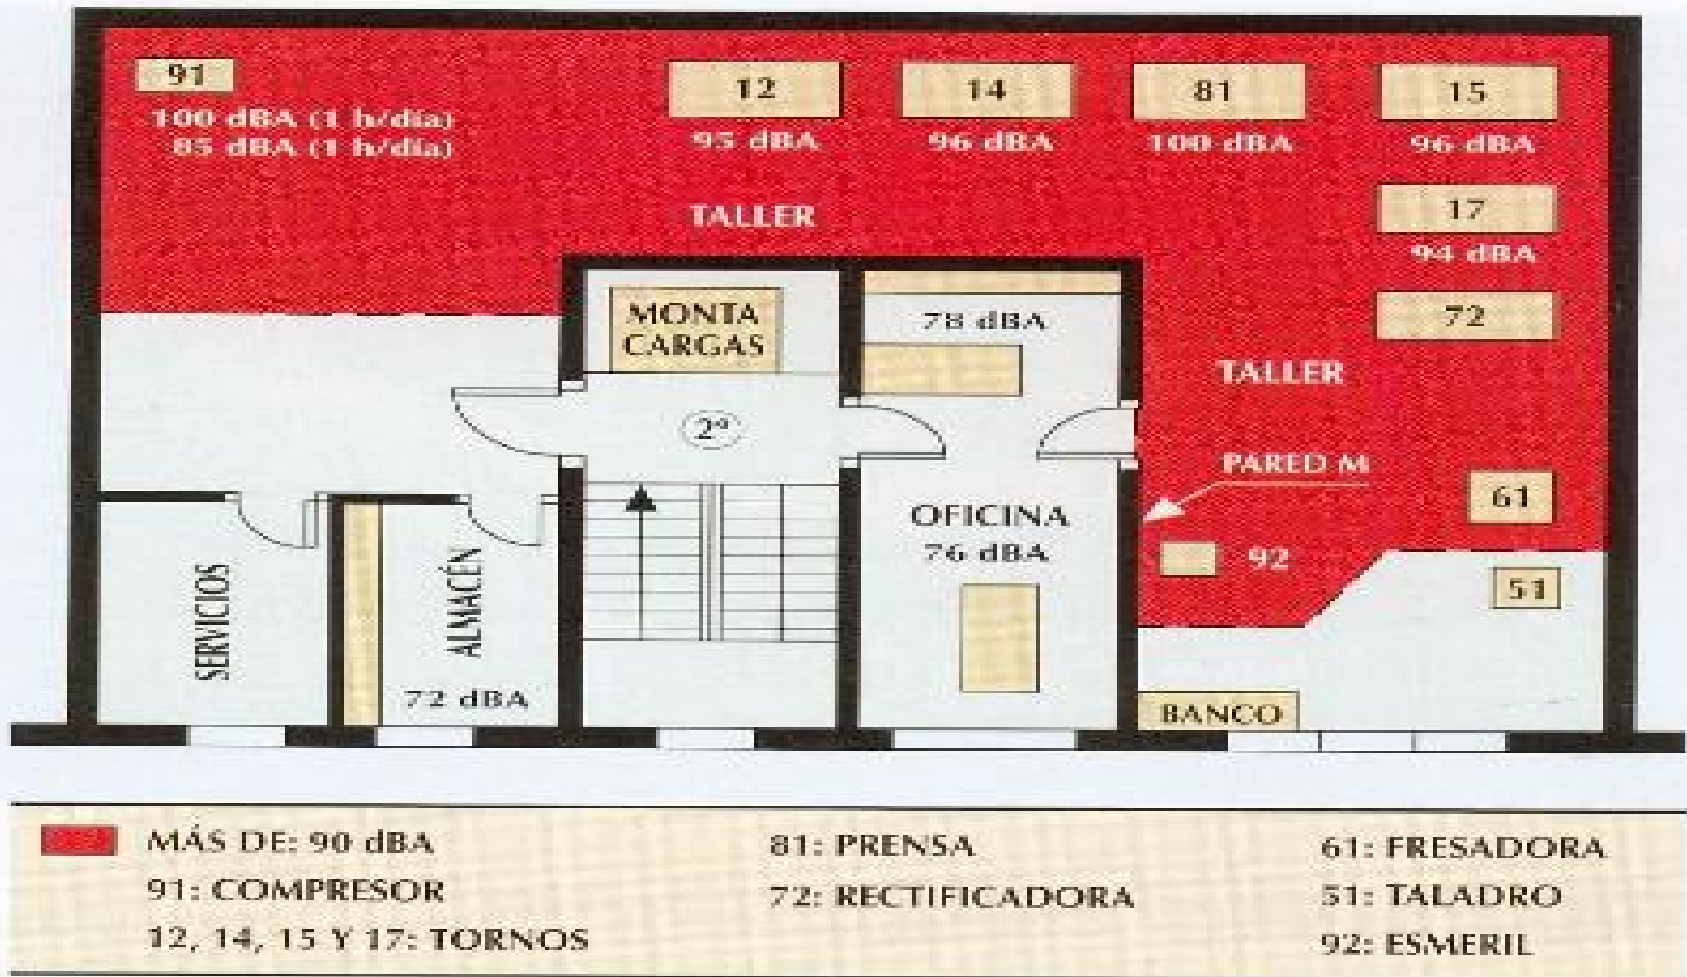 91
100 dBA (1 h/día)
85 dBA (1 h/día)
12
95 dBA
14
96 dBA
81
100 dBA
15
96 dBA
17
94 dBA
72
TALLER
MONTA
CARGAS
78 dBA
TALLER
2º
PARED M
61
OFICINA
76 dBA
92
51
SERVICIOS
ALMACÉN
72 dBA
BANCO
MÁS DE: 90 dBA
91: COMPRESOR
12, 14, 15 Y 17: TORNOS
81: PRENSA
72: RECTIFICADORA
61: FRESADORA
51: TALADRO
92: ESMERIL